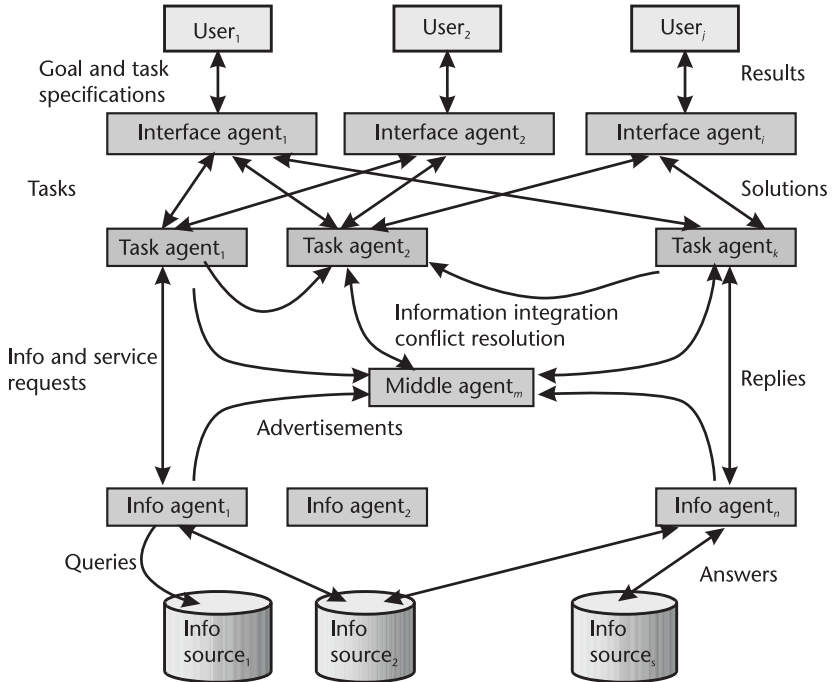 User₁
User₂
Userⱼ
Goal and task
specifications
Results
Interface agent₁
Interface agent₂
Interface agentᵢ
Tasks
Solutions
Task agent₁
Task agent₂
Task agentₖ
Information integration
conflict resolution
Info and service
requests
Middle agentₘ
Replies
Advertisements
Info agent₁
Info agent₂
Info agentₙ
Queries
Answers
Info
source₁
Info
source₂
Info
sourceₛ